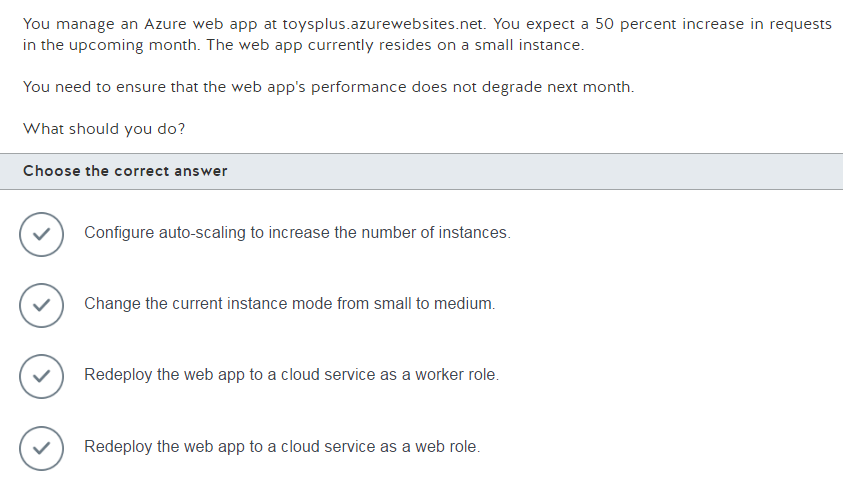 You manage an Azure web app at toysplus.azurewebsites.net. You expect a 50 percent increase in requests
in the upcoming month. The web app currently resides on a small instance.
You need to ensure that the web app's performance does not degrade next month.
What should you do?
Choose the correct answer
Configure auto-scaling to increase the number of instances.
Change the current instance mode from small to medium.
Redeploy the web app to a cloud service as a worker role.
Redeploy the web app to a cloud service as a web role.